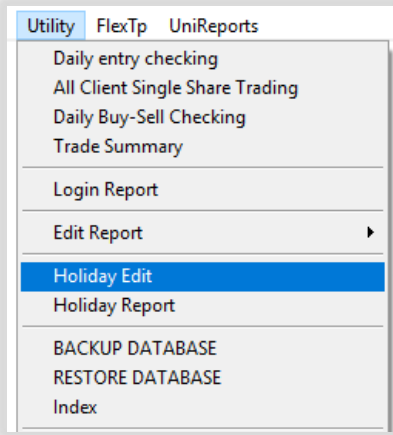 Utility FlexTp UniReports
Daily entry checking
All Client Single Share Trading
Daily Buy-Sell Checking
Trade Summary
Login Report
Edit Report
Holiday Edit
Holiday Report
BACKUP DATABASE
RESTORE DATABASE
Index